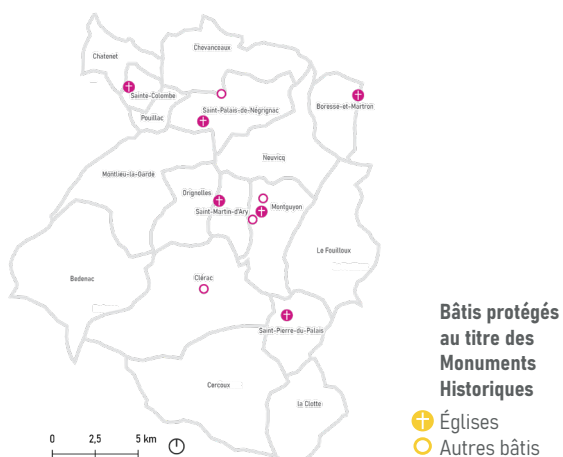 Chevanceaux
Chatenet
Sainte-Colombe
Saint-Palais-de-Négrignac
Boresse-et-Martron
Pouillac
Neuvicq
Montlieu-la-Garde
Orignolles
Saint-Martin-d'Ary
Montguyon
Le Fouilloux
Bedenac
Clérac
Saint-Pierre-du-Palais
Cercoux
la Clotte
0 2,5 5 km
Bâtis protégés
au titre des
Monuments
Historiques
Églises
Autres bâtis